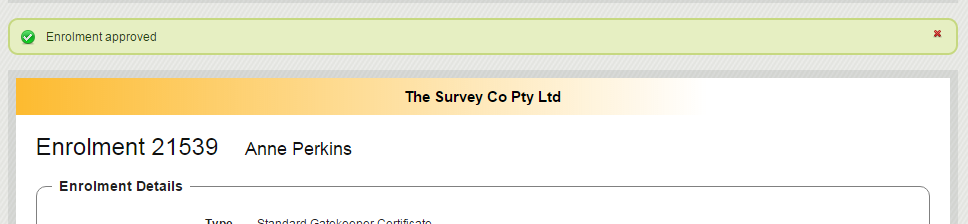 Enrolment approved
The Survey Co Pty Ltd
Enrolment 21539 Anne Perkins
Enrolment Details
Type Standard Gatekeeper Certificate